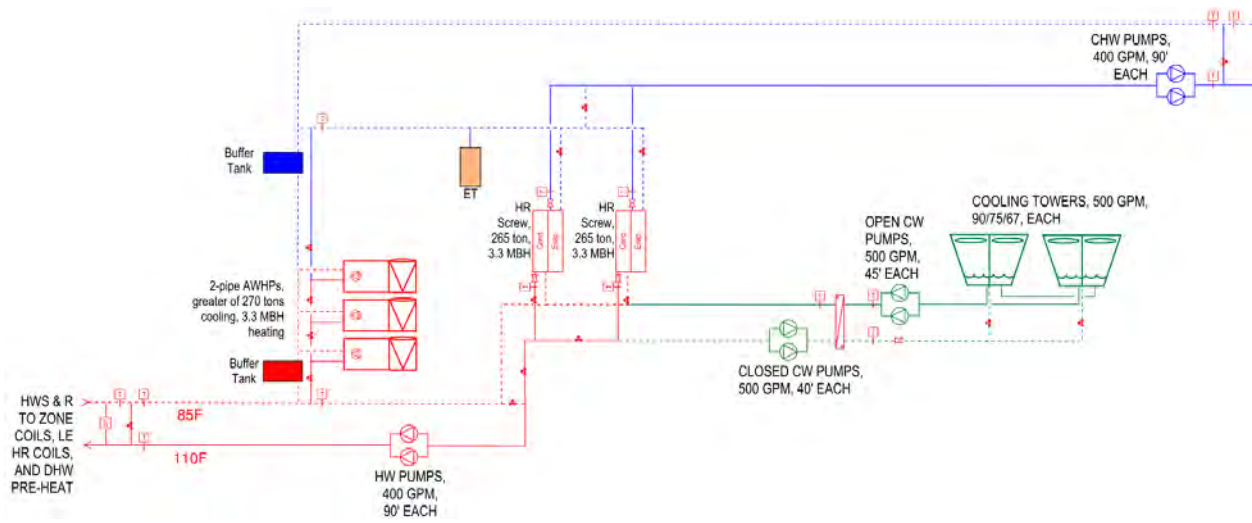 CHW PUMPS,
400 GPM, 90'
EACH
Buffer
Tank
ET
HR
Screw,
265 ton,
3.3 MBH
Cond
Evap
HR
Screw,
265 ton,
3.3 MBH
Cond
Evap
COOLING TOWERS, 500 GPM,
90/75/67, EACH
OPEN CW
PUMPS,
500 GPM,
45' EACH
2-pipe AWHPs,
greater of 270 tons
cooling, 3.3 MBH
heating
Buffer
Tank
CLOSED CW PUMPS,
500 GPM, 40' EACH
HWS & R
TO ZONE
COILS, LE
HR COILS,
AND DHW
PRE-HEAT
85F
110F
HW PUMPS,
400 GPM,
90' EACH